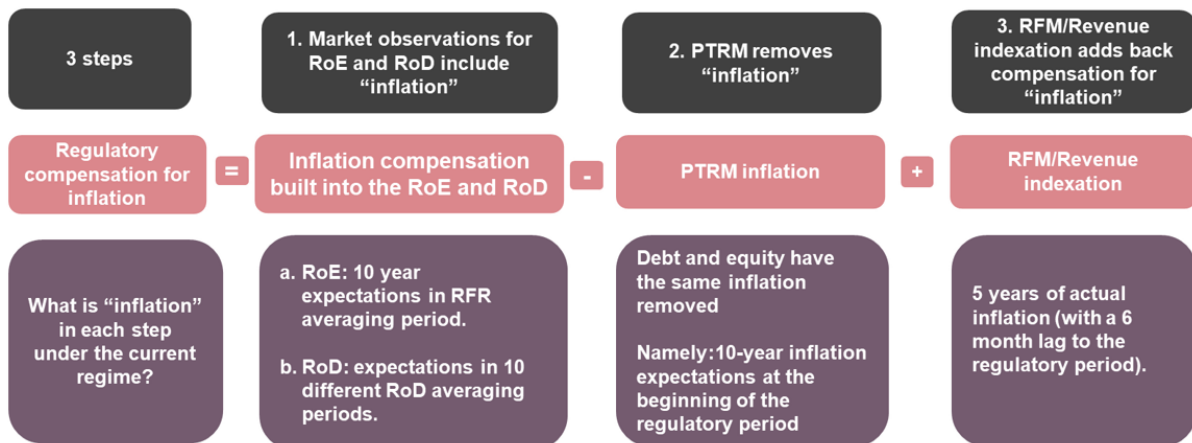 3 steps
1. Market observations for
RoE and RoD include
“inflation”
2. PTRM removes
“inflation”
3. RFM/Revenue
indexation adds back
compensation for
“inflation”
Regulatory
compensation for
inflation
=
Inflation compensation
built into the RoE and RoD
-
PTRM inflation
+
RFM/Revenue
indexation
What is “inflation”
in each step
under the current
regime?
a. RoE: 10 year
expectations in RFR
averaging period.
b. RoD: expectations in 10
different RoD averaging
periods.
Debt and equity have
the same inflation
removed
Namely:10-year inflation
expectations at the
beginning of the
regulatory period
5 years of actual
inflation (with a 6
month lag to the
regulatory period).